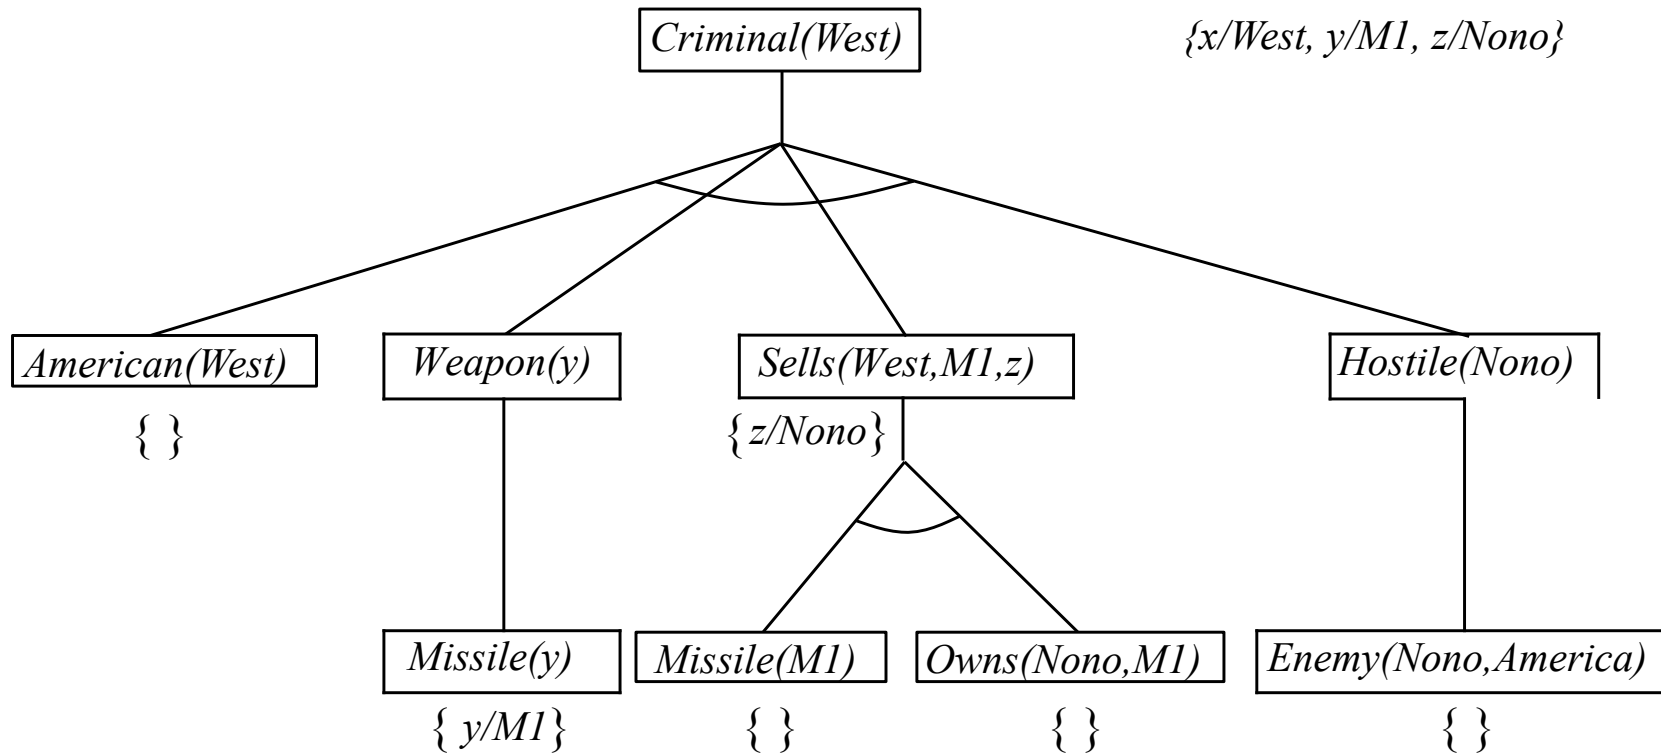 Criminal(West)
{x/West, y/M1, z/Nono}
American(West)
Weapon(y)
Sells(West,M1,z)
Hostile(Nono)
{ }
{ z/Nono }
Missile(y)
Missile(M1)
Owns(Nono,M1)
Enemy(Nono,America)
{ y/M1 }
{ }
{ }
{ }